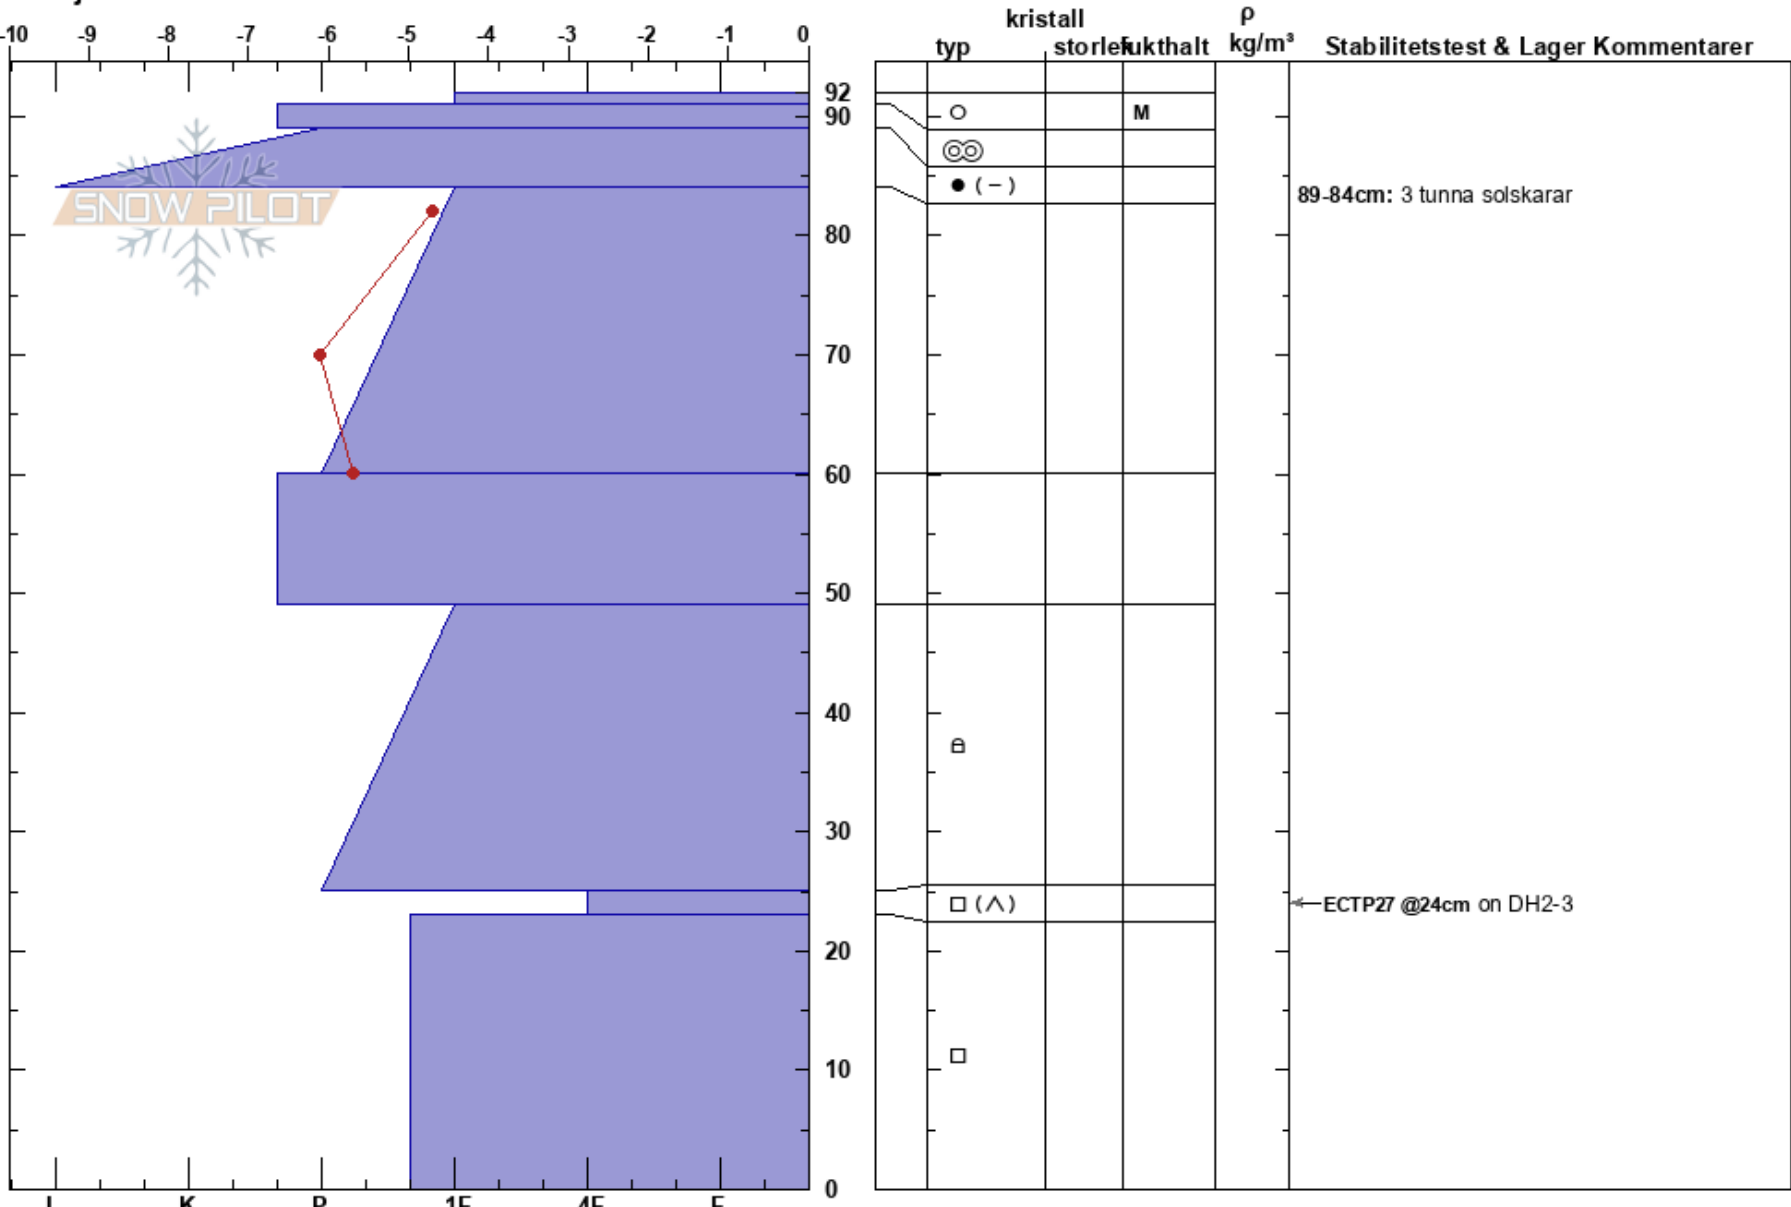 kristall ρ
-10 -9 -8 -7 -6 -5 -4 -3 -2 -1 0 typ storlek fukthalt kg/m³ Stabilitetstest & Lager Kommentarer
92
90 M
(-)
SNOW PILOT 89-84cm: 3 tunna solskarar
80
70
60
50
40
30
ECTP27 @24cm on DH2-3
20
10
0
I K P 1F 4F F